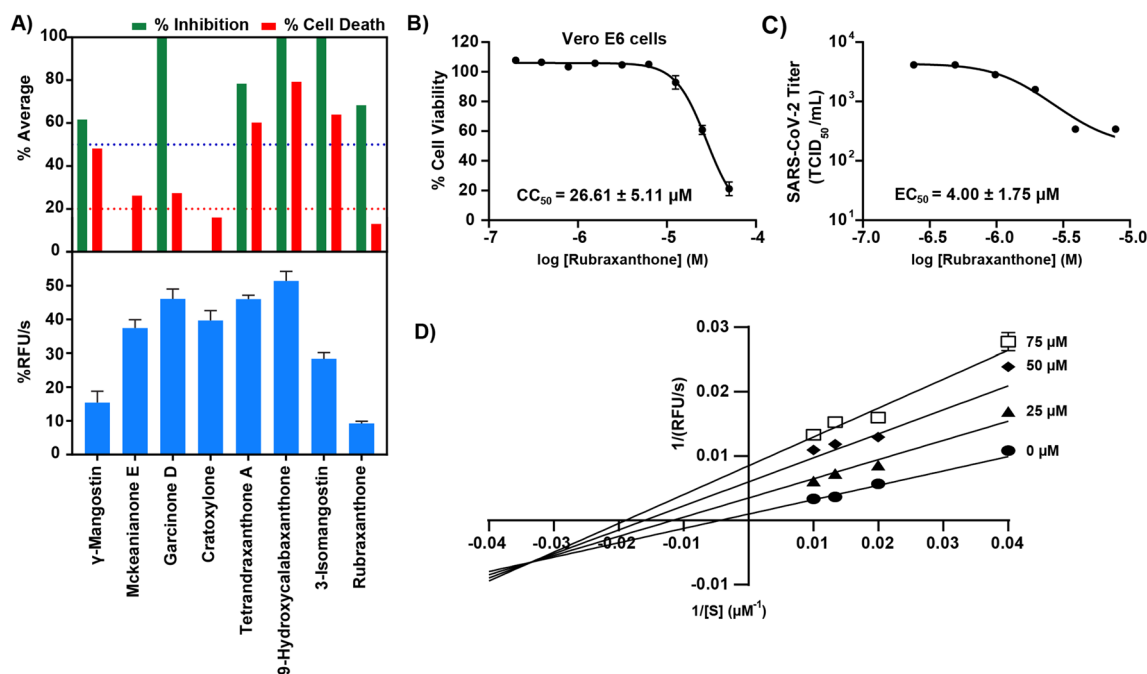 A)
% Inhibition % Cell Death
% Average
100
80
60
40
20
0
%RFU/s
50
40
30
20
10
0
γ-Mangostin
Mckeanianone E
Garcinone D
Cratoxylone
Tetrandraxanthone A
9-Hydroxycalabaxanthone
3-Isomangostin
Rubraxanthone
B)
Vero E6 cells
% Cell Viability
120
100
80
60
40
20
0
CC50 = 26.61 ± 5.11 µM
-7 -6 -5 -4
log [Rubraxanthone] (M)
C)
SARS-CoV-2 Titer
(TCID50/mL)
10^4
10^3
10^2
10^1
EC50 = 4.00 ± 1.75 µM
-7.0 -6.5 -6.0 -5.5 -5.0
log [Rubraxanthone] (M)
D)
1/(RFU/s)
0.03
0.02
0.01
-0.01
75 µM
50 µM
25 µM
0 µM
-0.04 -0.03 -0.02 -0.01 0.01 0.02 0.03 0.04
1/[S] (µM-1)